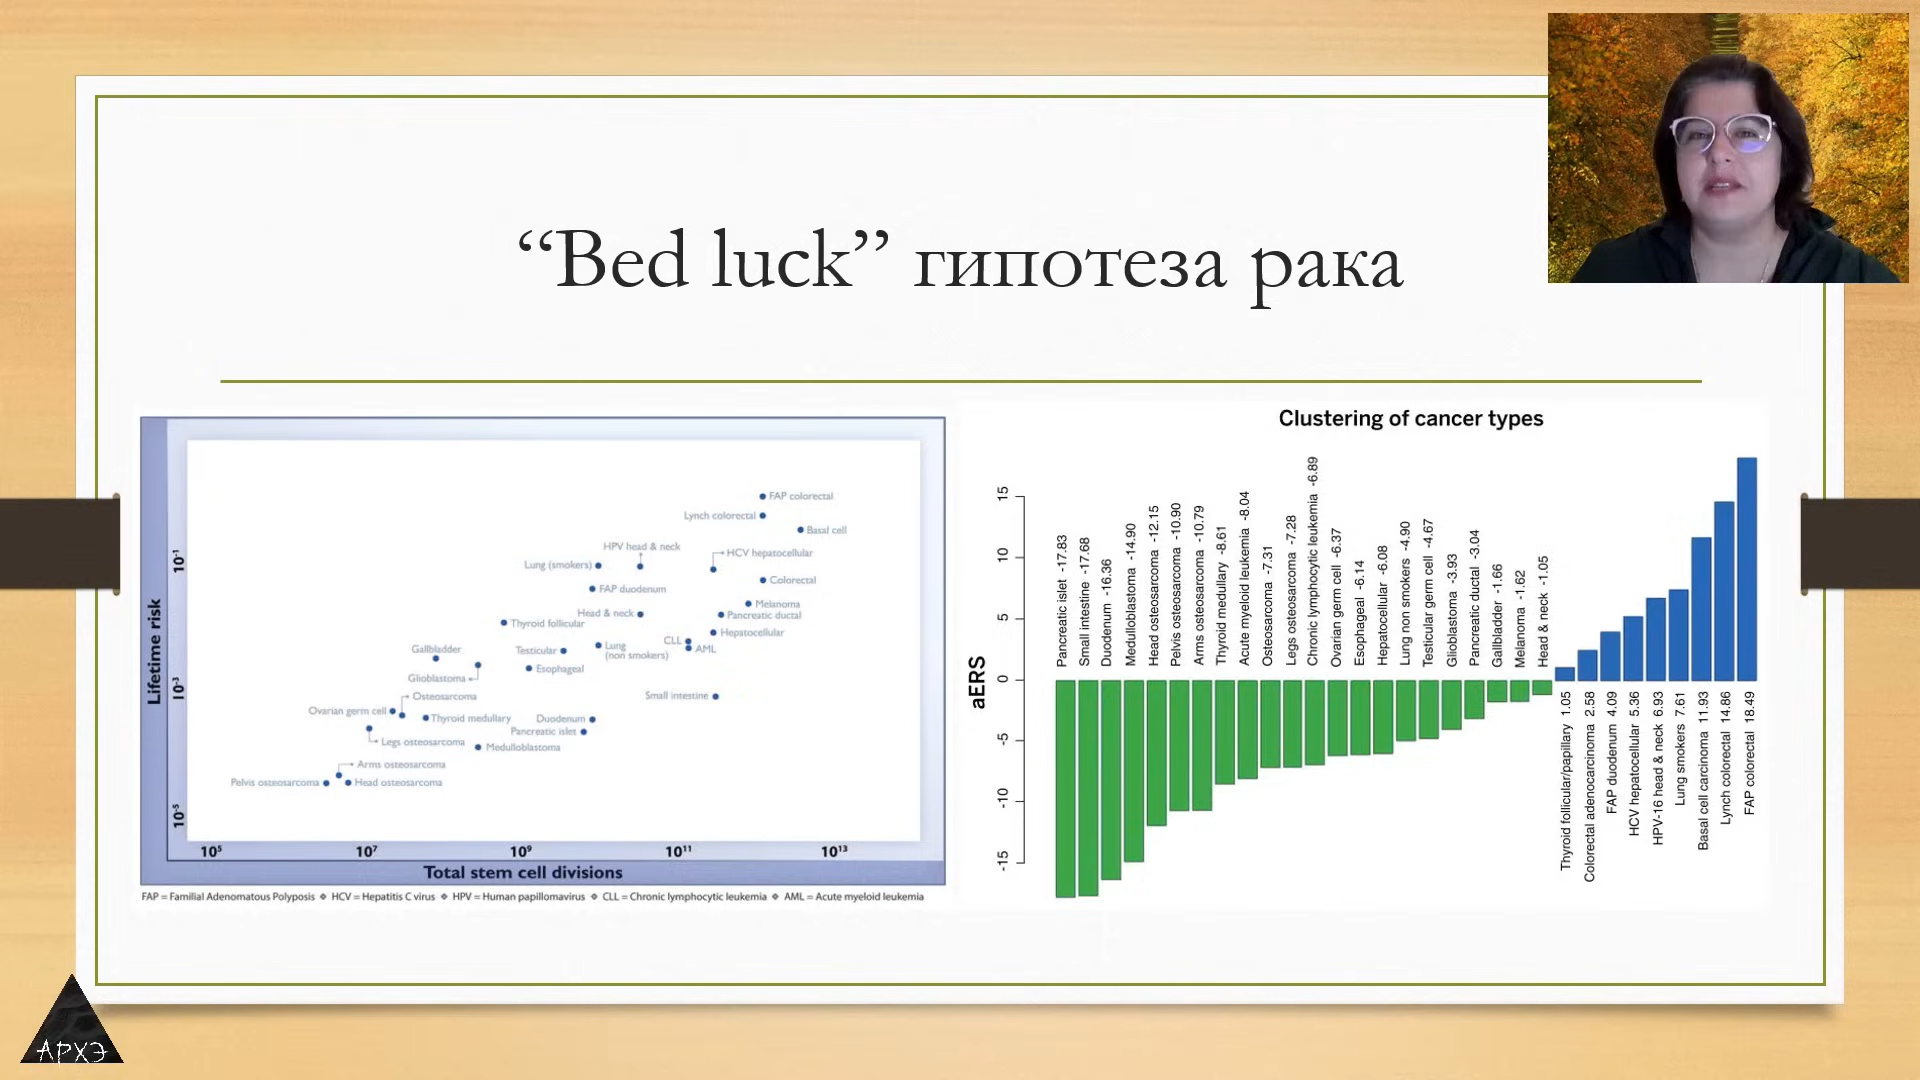 “Bed luck” гипотеза рака
Lifetime risk
10⁻¹
10⁻³
10⁻⁵
FAP colorectal
Lynch colorectal
Basal cell
HPV head & neck
HCV hepatocellular
Lung (smokers)
Colorectal
FAP duodenum
Melanoma
Head & neck
Pancreatic ductal
Thyroid follicular
Hepatocellular
CLL
Gallbladder
Testicular
Lung
(non smokers)
AML
Esophageal
Glioblastoma
Osteosarcoma
Small intestine
Ovarian germ cell
Thyroid medullary
Duodenum
Pancreatic islet
Legs osteosarcoma
Medulloblastoma
Arms osteosarcoma
Pelvis osteosarcoma
Head osteosarcoma
10⁵
10⁷
10⁹
10¹¹
10¹³
Total stem cell divisions
FAP = Familial Adenomatous Polyposis ❖ HCV = Hepatitis C virus ❖ HPV = Human papillomavirus ❖ CLL = Chronic lymphocytic leukemia ❖ AML = Acute myeloid leukemia
Clustering of cancer types
aERS
15
10
5
0
-5
-10
-15
Pancreatic islet -17.83
Small intestine -17.68
Duodenum -16.36
Medulloblastoma -14.90
Head osteosarcoma -12.15
Pelvis osteosarcoma -10.90
Arms osteosarcoma -10.79
Thyroid medullary -8.61
Acute myeloid leukemia -8.04
Osteosarcoma -7.31
Legs osteosarcoma -7.28
Chronic lymphocytic leukemia -6.89
Ovarian germ cell -6.37
Esophageal -6.14
Hepatocellular -6.08
Lung non smokers -4.90
Testicular germ cell -4.67
Glioblastoma -3.93
Pancreatic ductal -3.04
Gallbladder -1.66
Melanoma -1.62
Head & neck -1.05
Thyroid follicular/papillary 1.05
Colorectal adenocarcinoma 2.58
FAP duodenum 4.09
HCV hepatocellular 5.36
HPV-16 head & neck 6.93
Lung smokers 7.61
Basal cell carcinoma 11.93
Lynch colorectal 14.86
FAP colorectal 18.49
АРХЭ